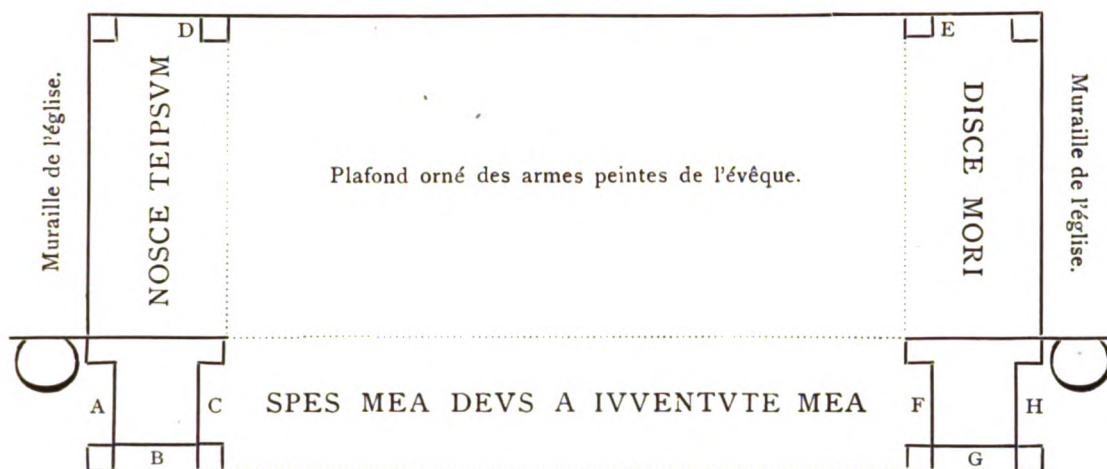 D
E
Muraille de l'église.
NOSCE TEIPSVM
Plafond orné des armes peintes de l'évêque.
DISCE MORI
Muraille de l'église.
A
C
SPES MEA DEVS A IVVENTVTE MEA
F
H
B
G